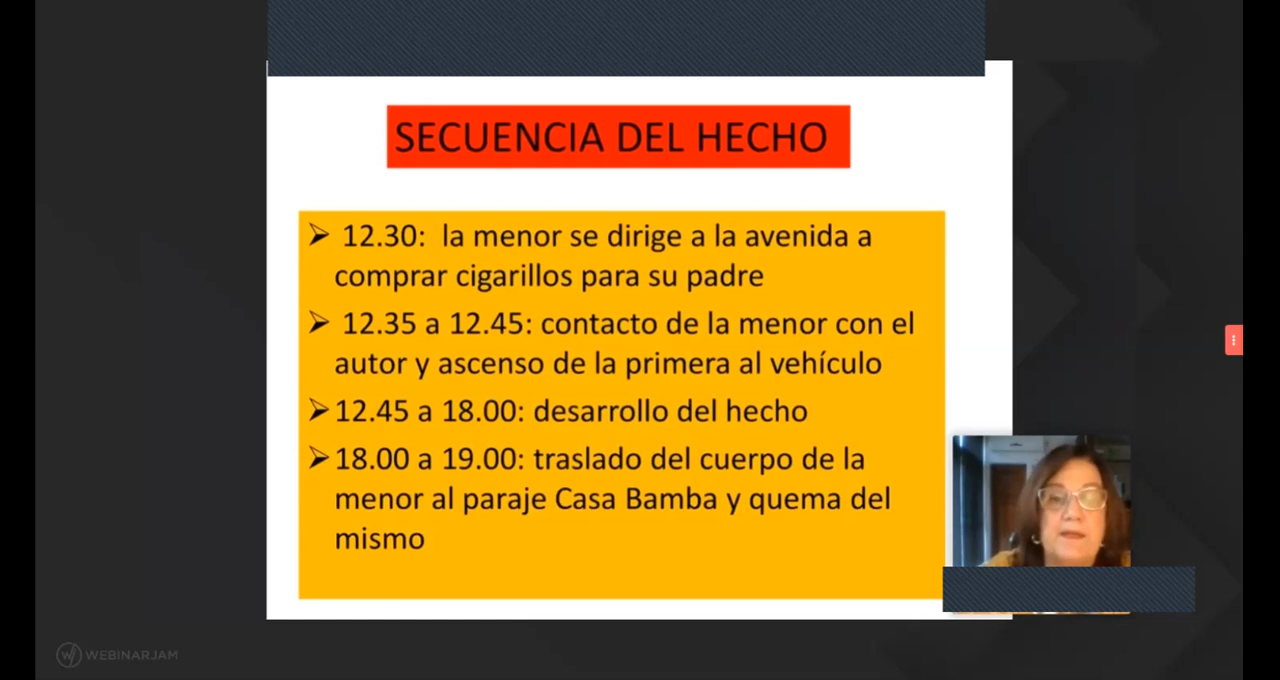 SECUENCIA DEL HECHO
➢ 12.30: la menor se dirige a la avenida a
comprar cigarillos para su padre
➢ 12.35 a 12.45: contacto de la menor con el
autor y ascenso de la primera al vehículo
➢12.45 a 18.00: desarrollo del hecho
➢18.00 a 19.00: traslado del cuerpo de la
menor al paraje Casa Bamba y quema del
mismo
WEBINARJAM